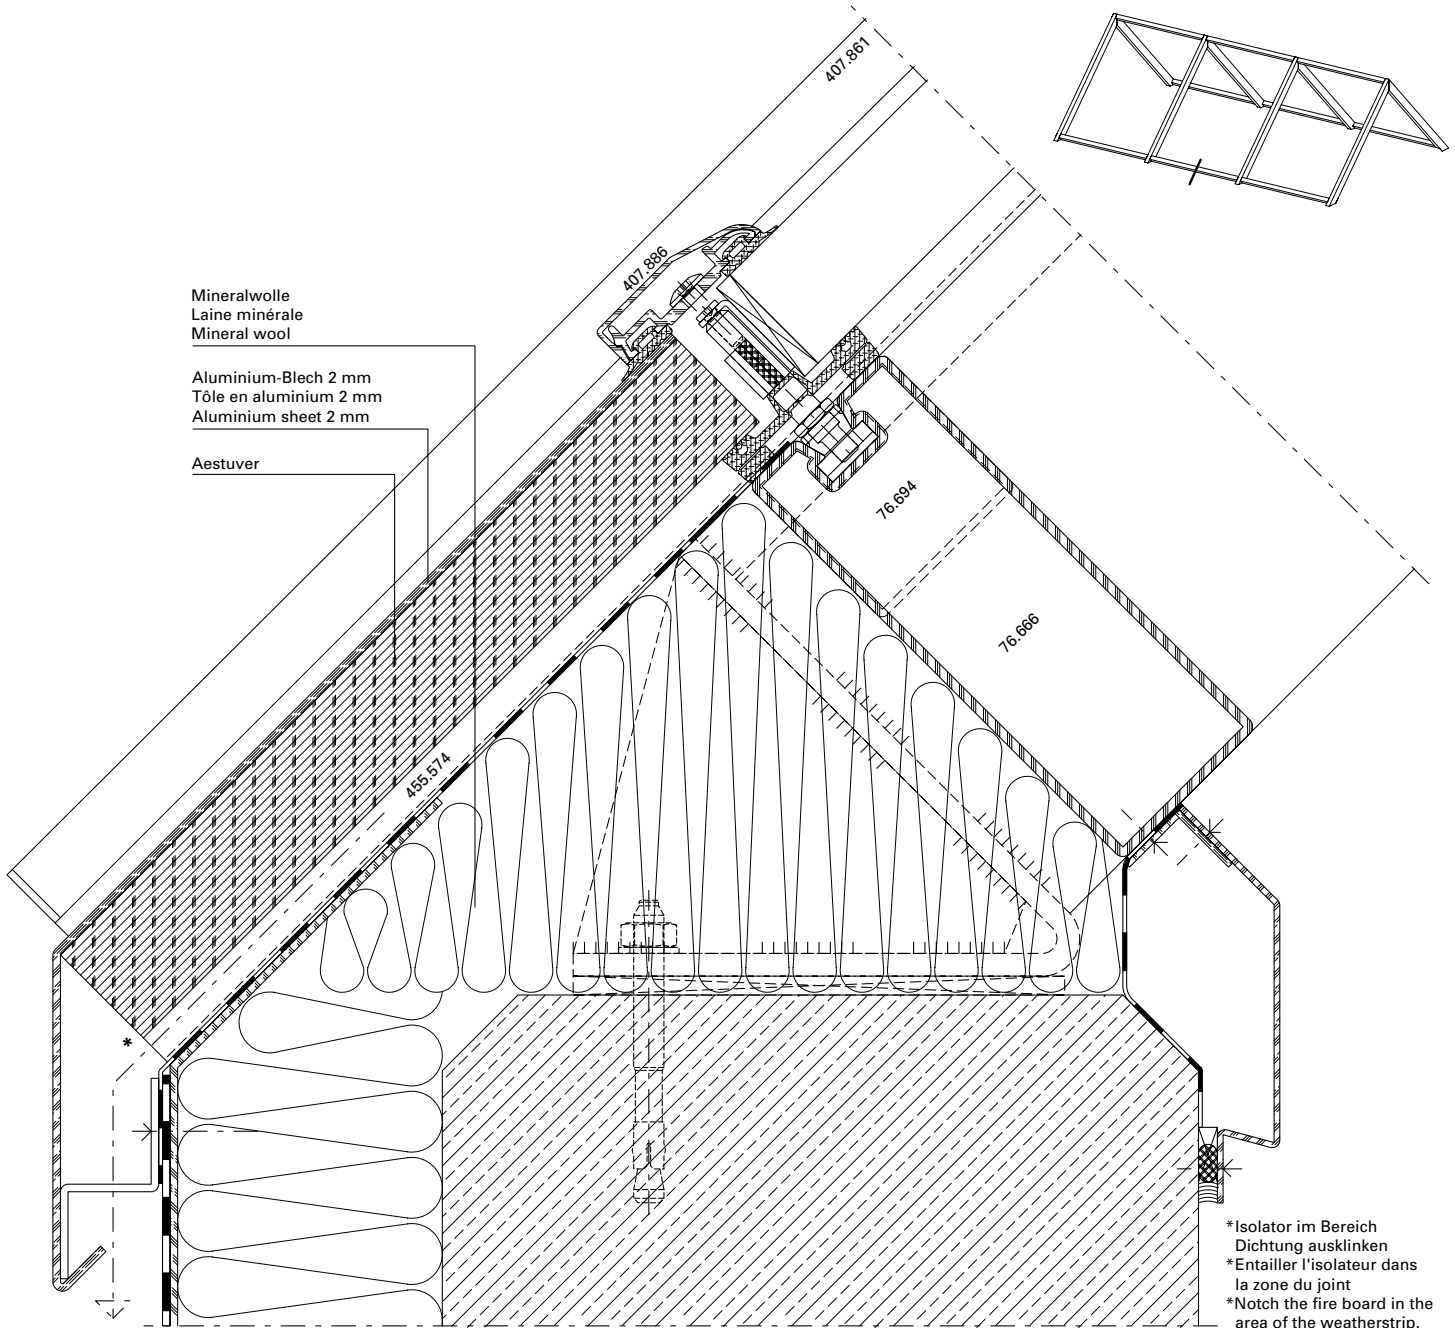 407.861
407.886
Mineralwolle
Laine minérale
Mineral wool
Aluminium-Blech 2 mm
Tôle en aluminium 2 mm
Aluminium sheet 2 mm
Aestuver
76.694
76.666
455.574
*
*Isolator im Bereich
Dichtung ausklinken
*Entailler l'isolateur dans
la zone du joint
*Notch the fire board in the
area of the weatherstrip.